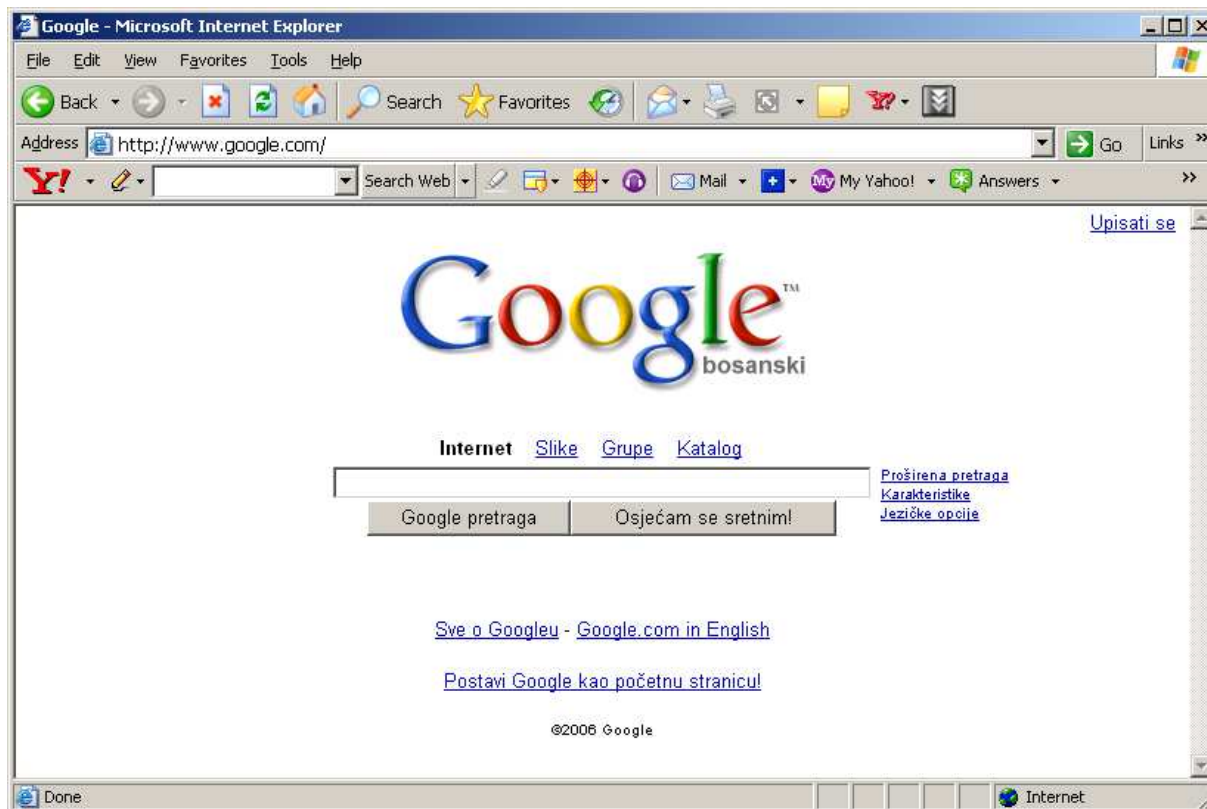 Google - Microsoft Internet Explorer
File Edit View Favorites Tools Help
Back Search Favorites
Address http://www.google.com/ Go Links »
Y! Search Web Mail My My Yahoo! Answers »
Upisati se
Google™
bosanski
Internet Slike Grupe Katalog
Proširena pretraga
Karakteristike
Jezičke opcije
Google pretraga Osjećam se sretnim!
Sve o Googleu - Google.com in English
Postavi Google kao početnu stranicu!
©2006 Google
Done Internet